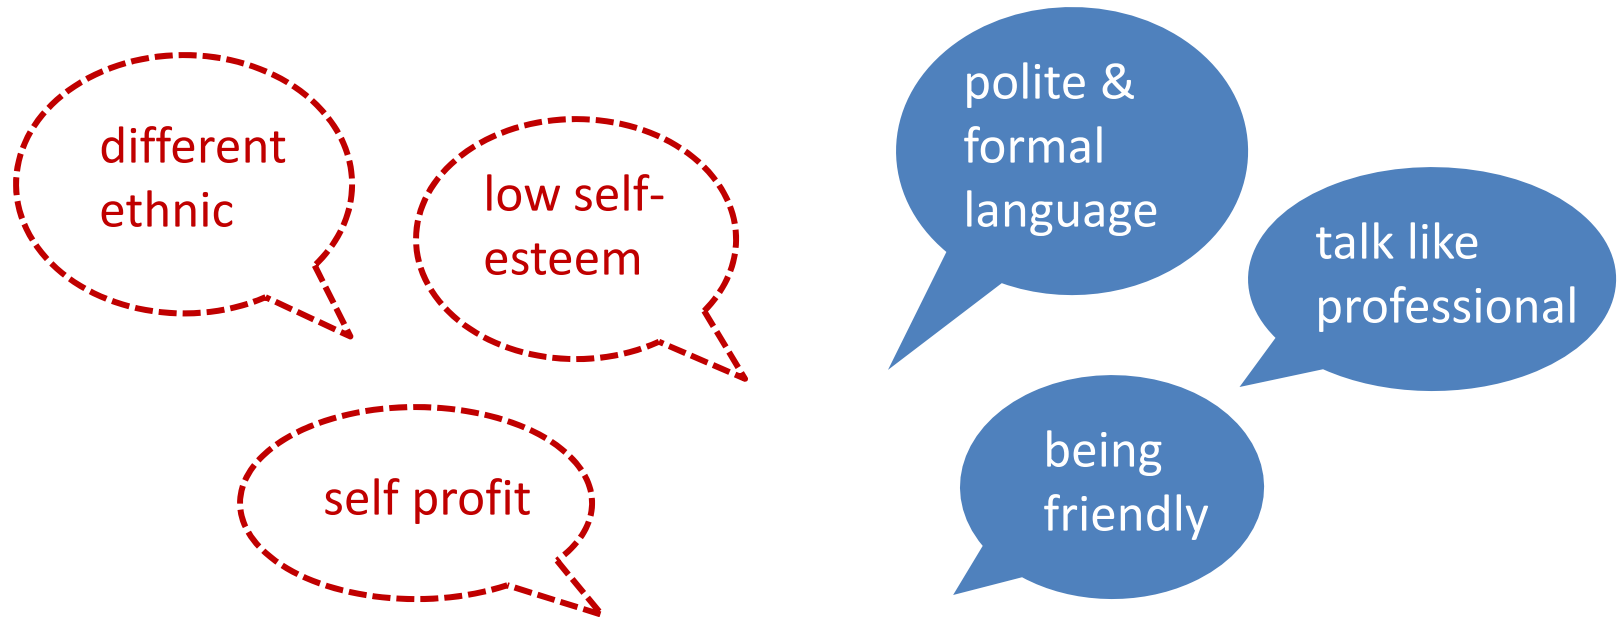 different
ethnic
low self-
esteem
self profit
polite &
formal
language
talk like
professional
being
friendly